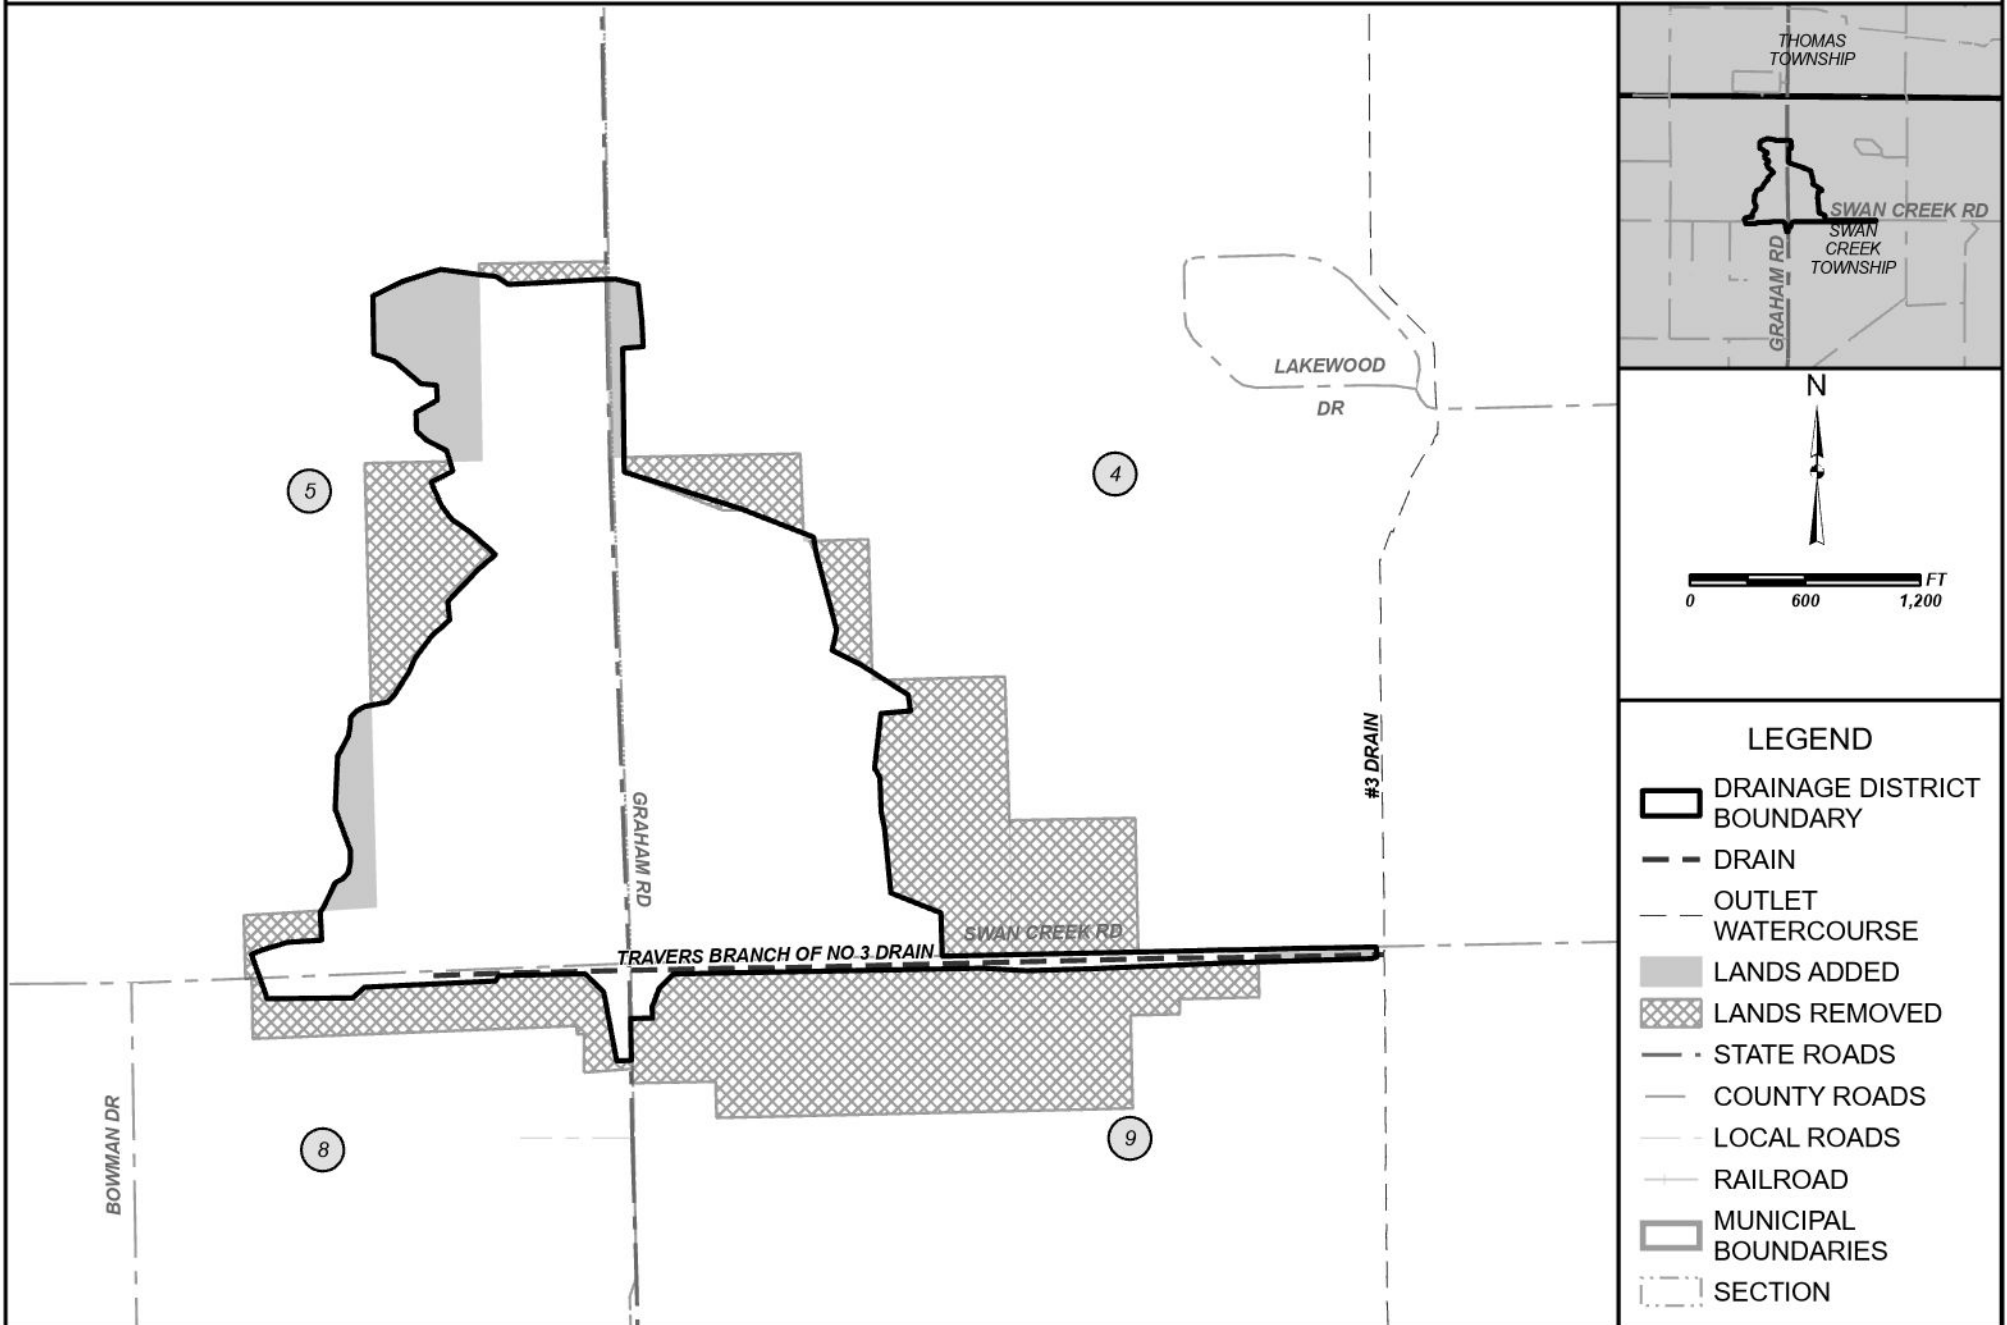 THOMAS
TOWNSHIP
SWAN CREEK RD
SWAN
CREEK
TOWNSHIP
GRAHAM RD
N
FT
0 600 1,200
LAKEWOOD
DR
5
4
#3 DRAIN
GRAHAM RD
SWAN CREEK RD
TRAVERS BRANCH OF NO 3 DRAIN
BOWMAN DR
8
9
LEGEND
DRAINAGE DISTRICT
BOUNDARY
DRAIN
OUTLET
WATERCOURSE
LANDS ADDED
LANDS REMOVED
STATE ROADS
COUNTY ROADS
LOCAL ROADS
RAILROAD
MUNICIPAL
BOUNDARIES
SECTION